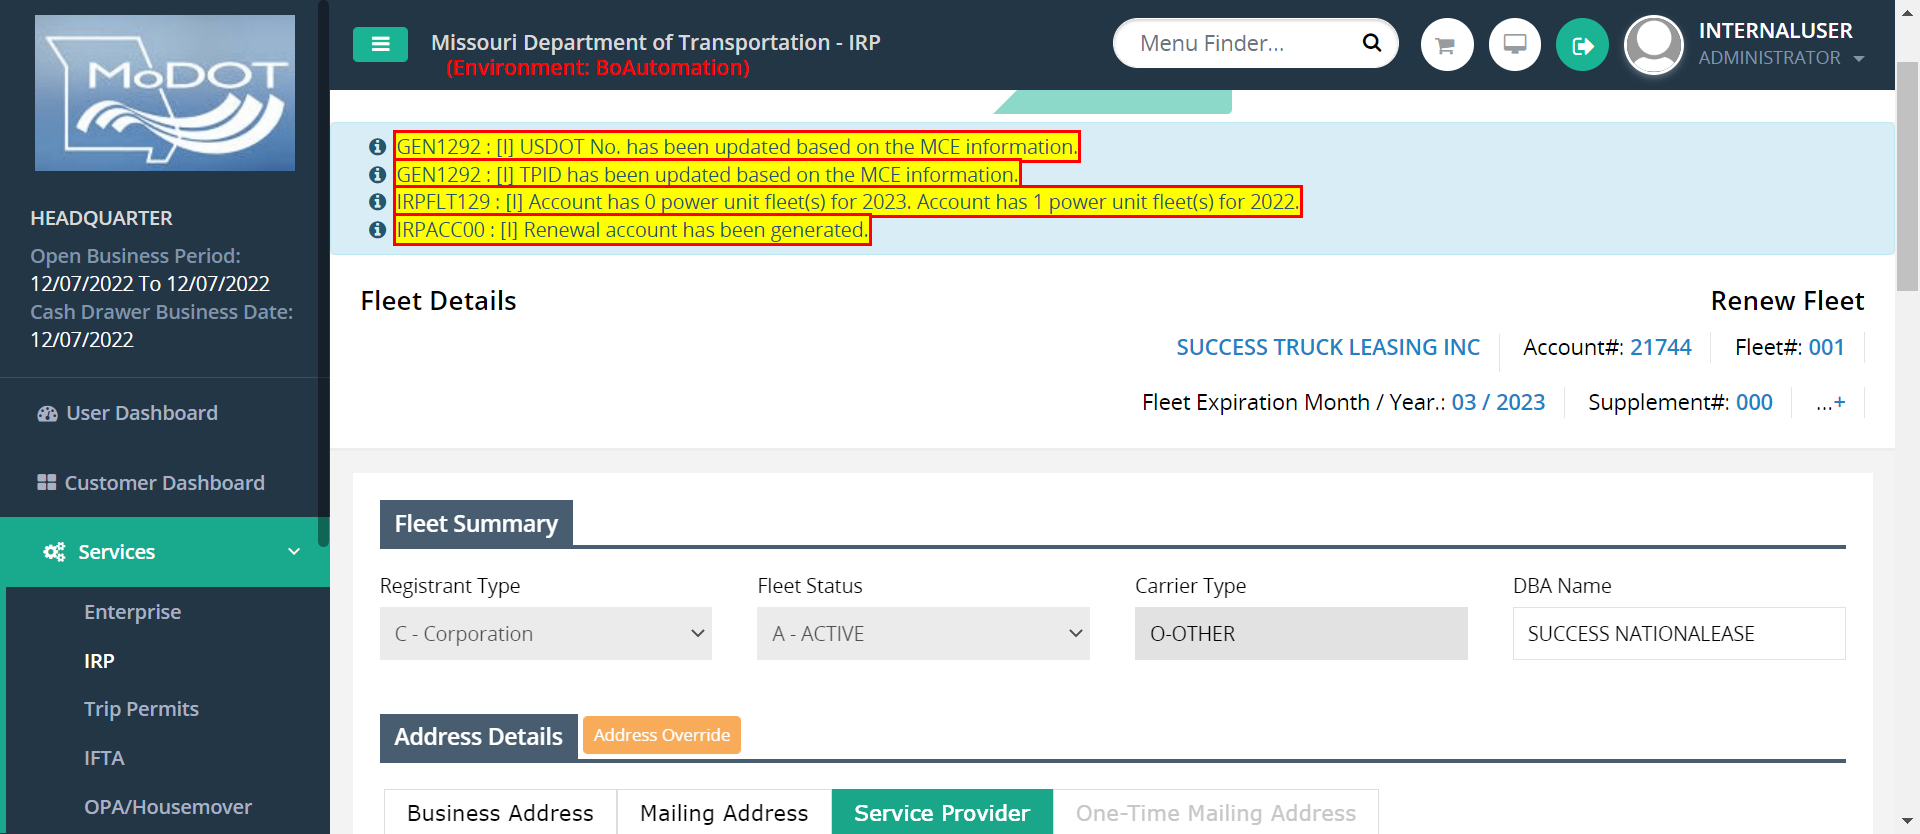 MoDOT
Missouri Department of Transportation - IRP
(Environment: BoAutomation)
Menu Finder...
INTERNALUSER
ADMINISTRATOR
HEADQUARTER
Open Business Period:
12/07/2022 To 12/07/2022
Cash Drawer Business Date:
12/07/2022
User Dashboard
Customer Dashboard
Services
Enterprise
IRP
Trip Permits
IFTA
OPA/Housemover
GEN1292 : [I] USDOT No. has been updated based on the MCE information.
GEN1292 : [I] TPID has been updated based on the MCE information.
IRPFLT129 : [I] Account has 0 power unit fleet(s) for 2023. Account has 1 power unit fleet(s) for 2022.
IRPACC00 : [I] Renewal account has been generated.
Fleet Details
Renew Fleet
SUCCESS TRUCK LEASING INC Account#: 21744 Fleet#: 001
Fleet Expiration Month / Year.: 03 / 2023 Supplement#: 000 ...+
Fleet Summary
Registrant Type Fleet Status Carrier Type DBA Name
C - Corporation A - ACTIVE O-OTHER SUCCESS NATIONALEASE
Address Details Address Override
Business Address Mailing Address Service Provider One-Time Mailing Address